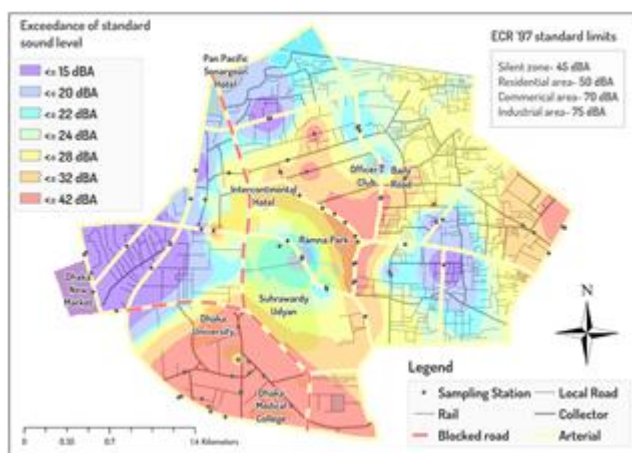 Exceedance of standard
sound level
<= 15 dBA
<= 20 dBA
<= 22 dBA
<= 24 dBA
<= 28 dBA
<= 32 dBA
<= 42 dBA
ECR '97 standard limits
Silent zone- 45 dBA
Residential area- 50 dBA
Commerical area- 70 dBA
Industrial area- 75 dBA
Pan Pacific
Sonargaon
Hotel
Officer's
Club
Baily
Road
Intercontinental
Hotel
Ramna Park
Dhaka
New
Market
Suhrawardy
Udyan
Dhaka
University
Dhaka
Medical
College
N
Legend
Sampling Station
Local Road
Rail
Collector
Blocked road
Arterial
0
0.7
1.4 Kilometers